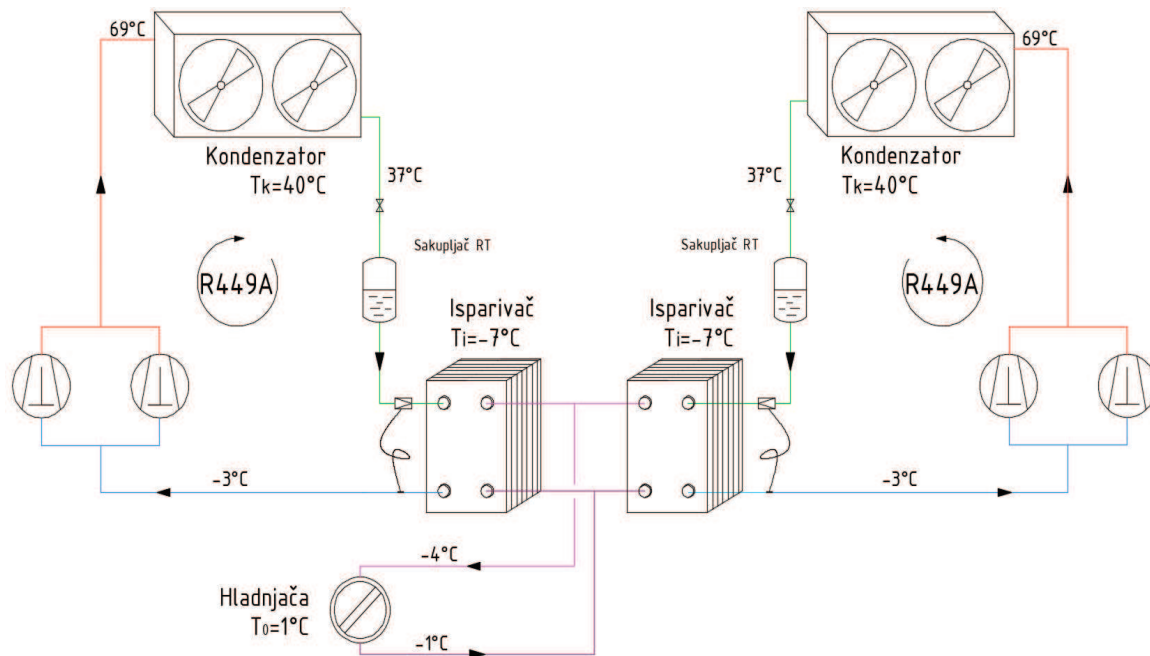 69°C
69°C
Kondenzator
Tk=40°C
Kondenzator
Tk=40°C
37°C
37°C
Sakupljač RT
Sakupljač RT
R449A
R449A
Isparivač
Ti=-7°C
Isparivač
Ti=-7°C
-3°C
-3°C
-4°C
Hladnjača
T₀=1°C
-1°C